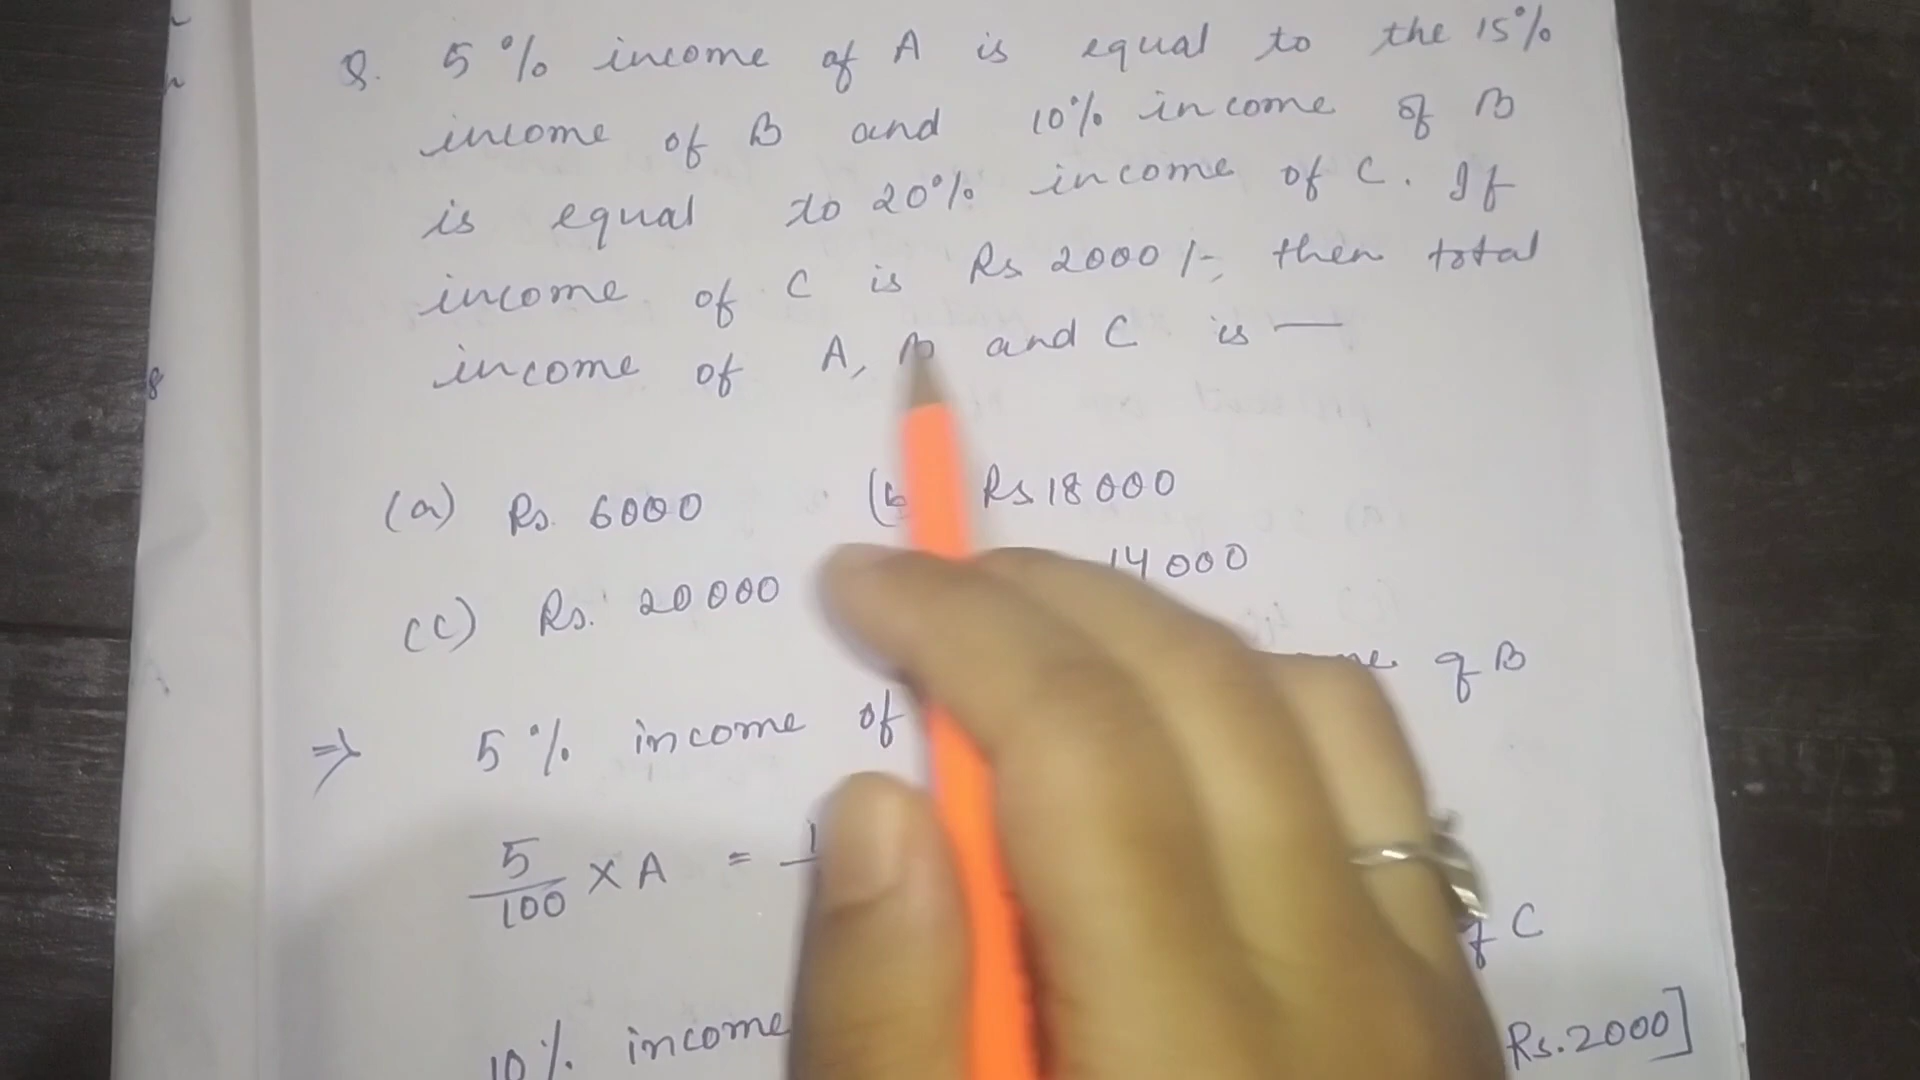 Q. 5% income of A is equal to the 15%
income of B and 10% income of B
is equal to 20% income of C. If
income of C is Rs 2000/-, then total
income of A, B and C is —
(a) Rs. 6000 (b Rs 18000
(c) Rs. 20000 14000
⇒ 5% income of of B
5/100 × A = 1
of C
10% income Rs.2000]